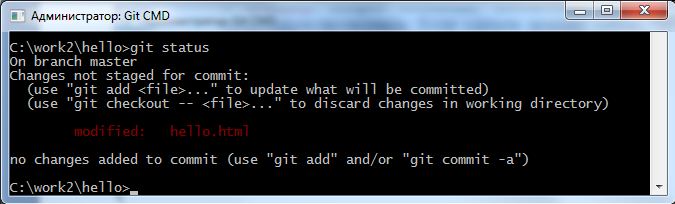 Администратор: Git CMD
C:\work2\hello>git status
On branch master
Changes not staged for commit:
  (use "git add <file>..." to update what will be committed)
  (use "git checkout -- <file>..." to discard changes in working directory)
        modified:   hello.html
no changes added to commit (use "git add" and/or "git commit -a")
C:\work2\hello>